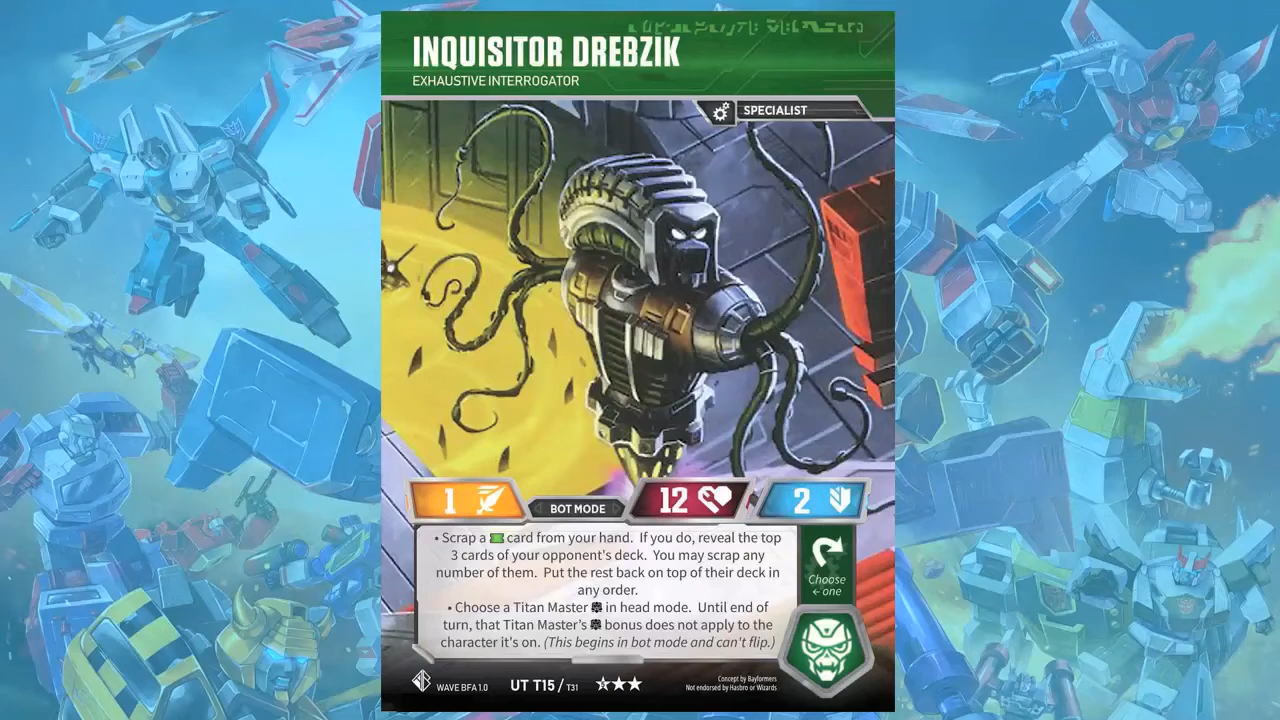 INQUISITOR DREBZIK
EXHAUSTIVE INTERROGATOR
SPECIALIST
1
BOT MODE
12
2
• Scrap a card from your hand. If you do, reveal the top
3 cards of your opponent's deck. You may scrap any
number of them. Put the rest back on top of their deck in
any order.
• Choose a Titan Master in head mode. Until end of
turn, that Titan Master's bonus does not apply to the
character it's on. (This begins in bot mode and can't flip.)
Choose
←one
WAVE BFA 1.0
UT T15 / T31
Concept by Bayformers
Not endorsed by Hasbro or Wizards